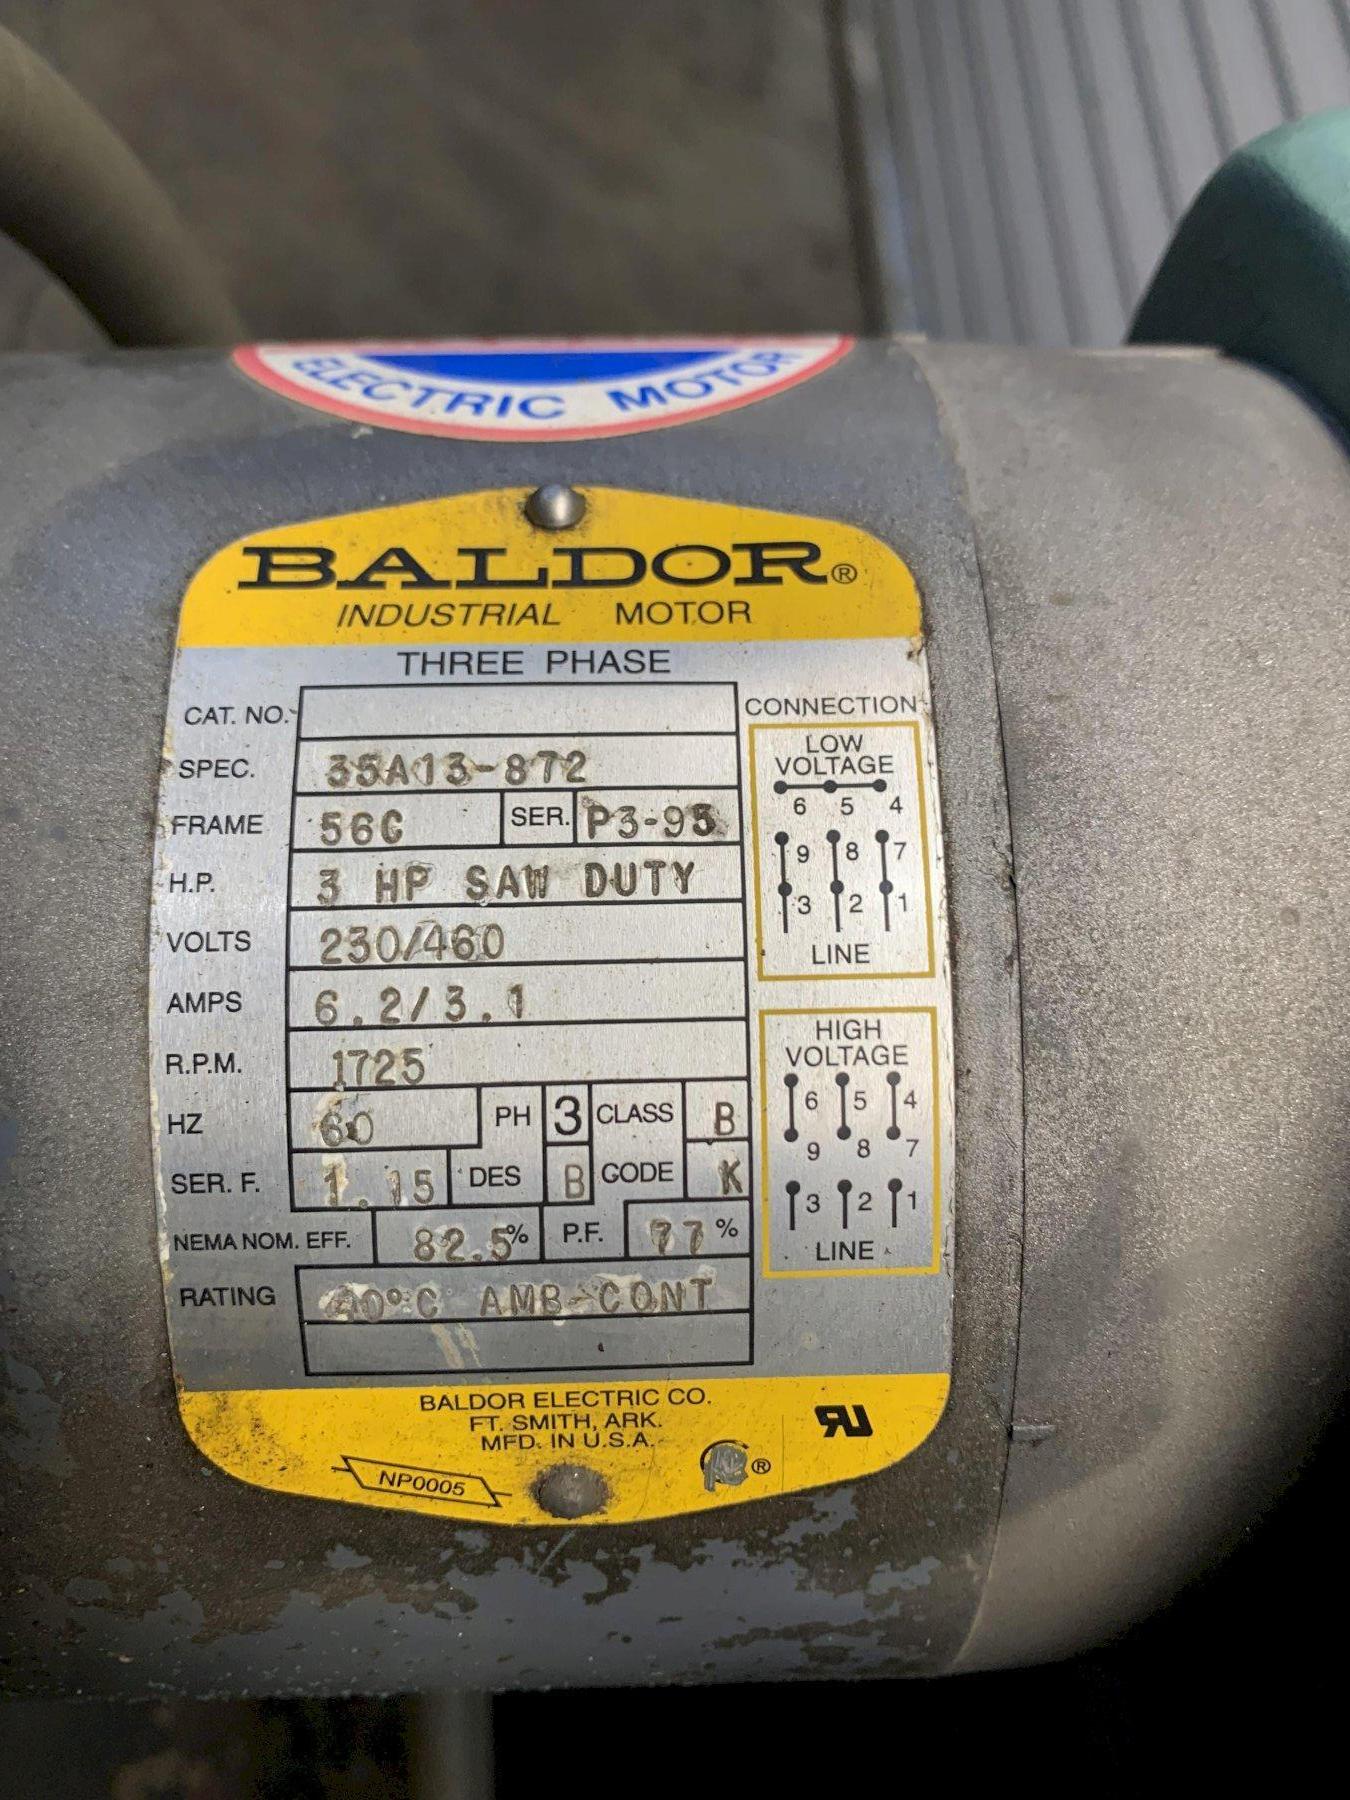 ELECTRIC MOTOR
BALDOR®
INDUSTRIAL MOTOR
THREE PHASE
CAT. NO.
SPEC. 35A13-872
FRAME 56C SER. P3-95
H.P. 3 HP SAW DUTY
VOLTS 230/460
AMPS 6.2/3.1
R.P.M. 1725
HZ 60 PH 3 CLASS B
SER. F. 1.15 DES B CODE K
NEMA NOM. EFF. 82.5% P.F. 77%
RATING 40°C AMB-CONT
CONNECTION
LOW
VOLTAGE
6 5 4
9 8 7
3 2 1
LINE
HIGH
VOLTAGE
6 5 4
9 8 7
3 2 1
LINE
BALDOR ELECTRIC CO.
FT. SMITH, ARK.
MFD. IN U.S.A.
NP0005
®